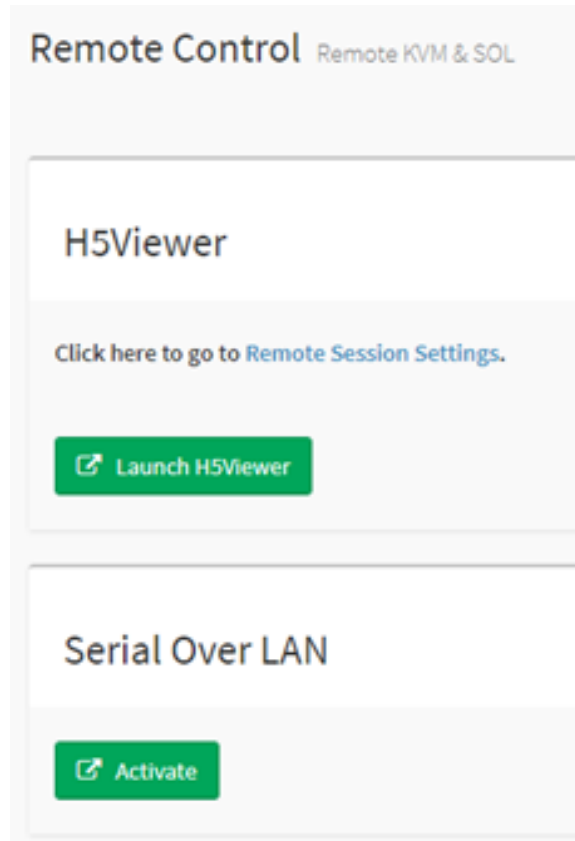 Remote Control Remote KVM & SOL
H5Viewer
Click here to go to Remote Session Settings.
Launch H5Viewer
Serial Over LAN
Activate